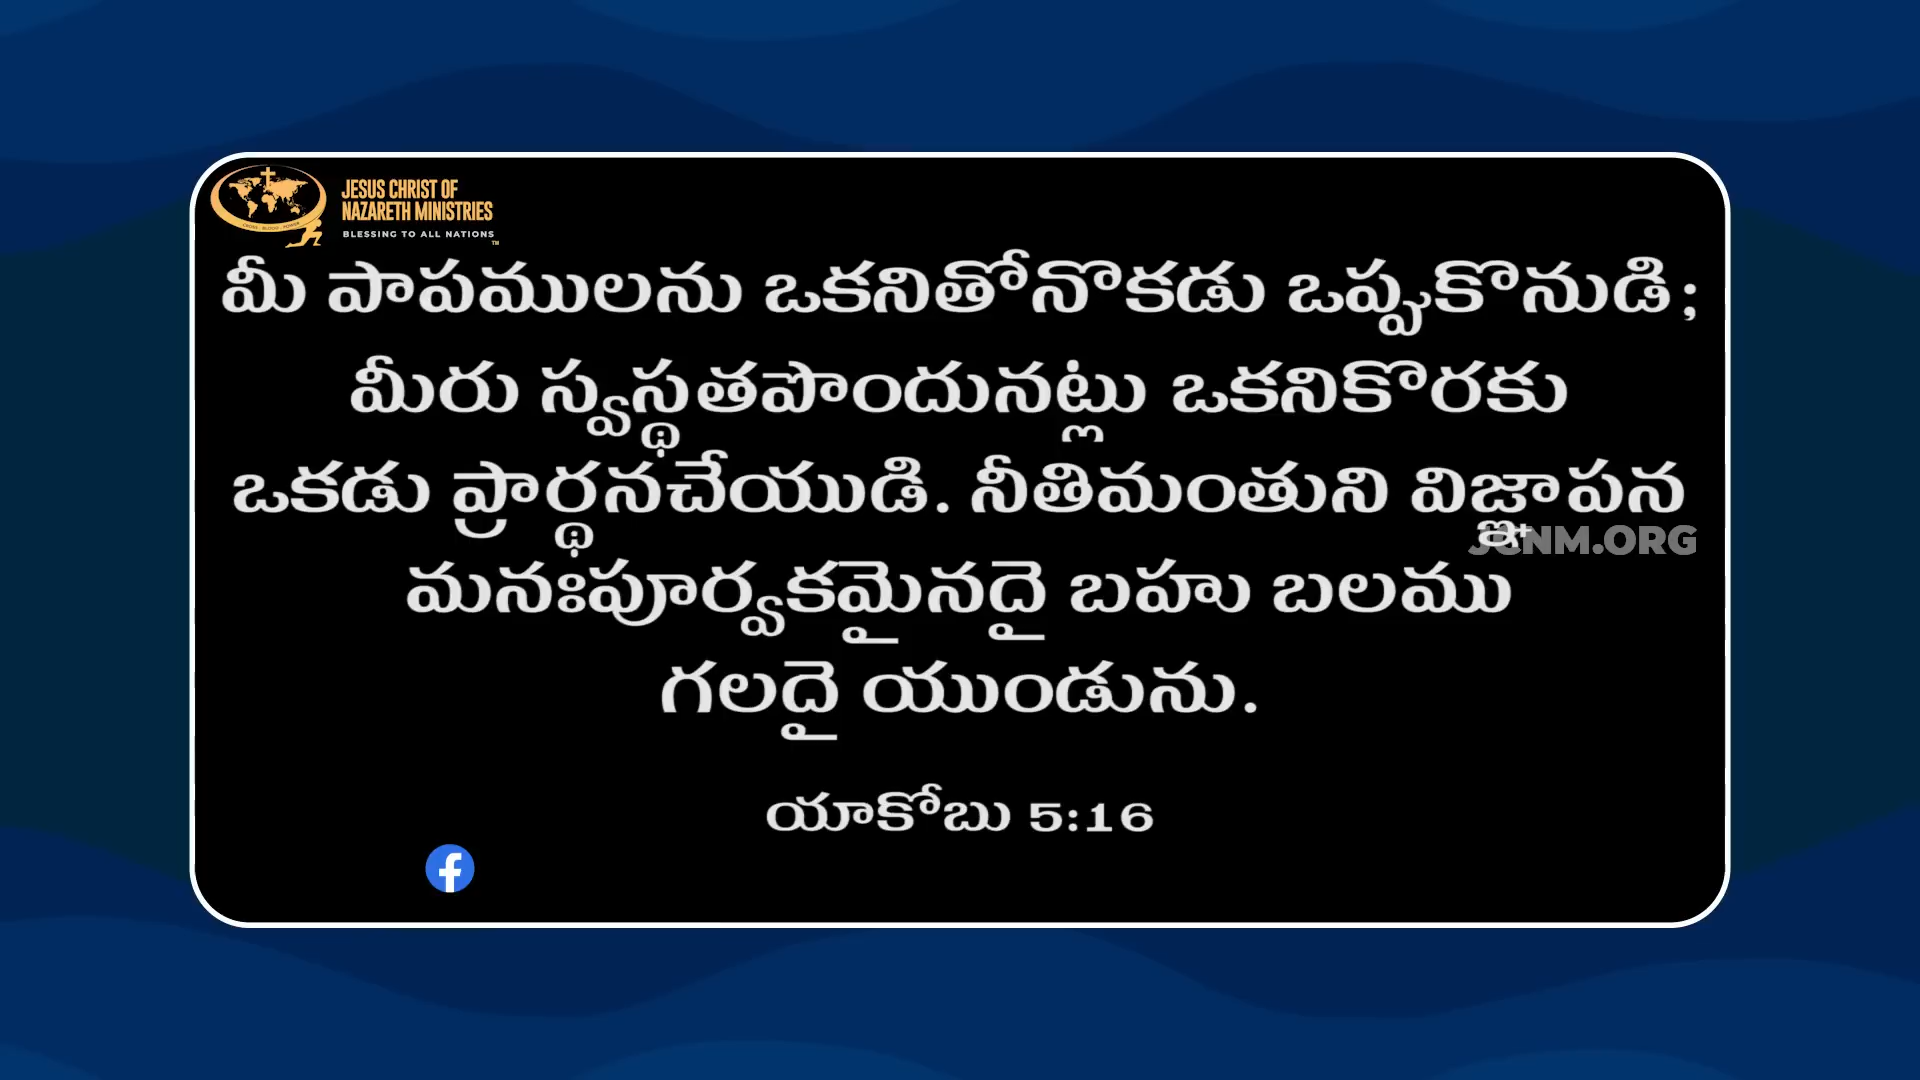 JESUS CHRIST OF
NAZARETH MINISTRIES
BLESSING TO ALL NATIONS
TM
మీ పాపములను ఒకనితోనొకడు ఒప్పుకొనుడి;
మీరు స్వస్థతపొందునట్లు ఒకనికొరకు
ఒకడు ప్రార్థనచేయుడి. నీతిమంతుని విజ్ఞాపన
JCNM.ORG
మనఃపూర్వకమైనదై బహు బలము
గలదై యుండును.
యాకోబు 5:16